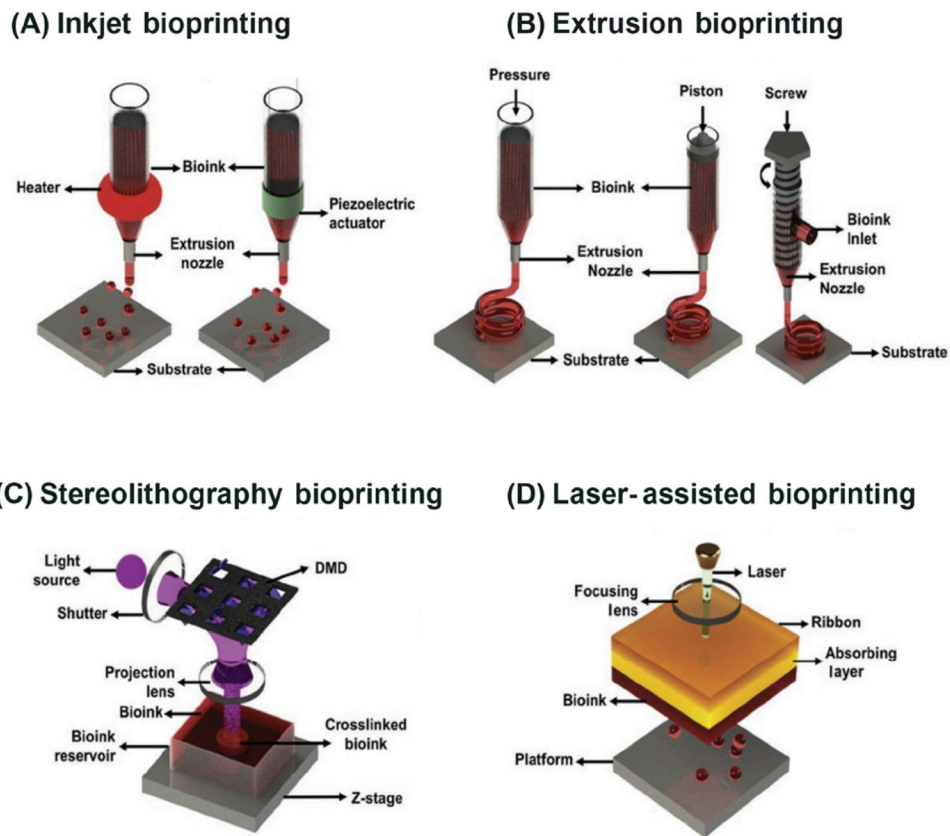 (A) Inkjet bioprinting
Bioink
Heater
Piezoelectric
actuator
Extrusion
nozzle
Substrate
(B) Extrusion bioprinting
Pressure
Piston
Screw
Bioink
Bioink
Inlet
Extrusion
Nozzle
Extrusion
Nozzle
Substrate
Substrate
(C) Stereolithography bioprinting
Light
source
DMD
Shutter
Projection
lens
Bioink
Bioink
reservoir
Crosslinked
bioink
Z-stage
(D) Laser-assisted bioprinting
Laser
Focusing
lens
Ribbon
Absorbing
layer
Bioink
Platform